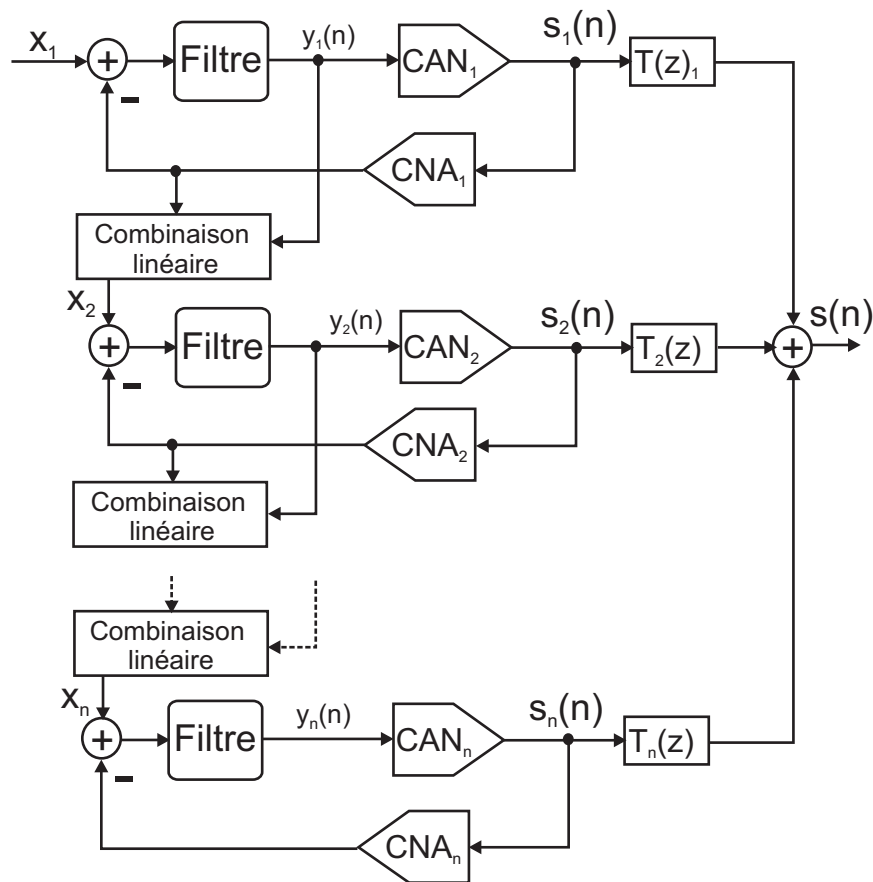 x₁ + Filtre y₁(n) CAN₁ s₁(n) T(z)₁
−
CNA₁
Combinaison
linéaire
x₂ + Filtre y₂(n) CAN₂ s₂(n) T₂(z) + s(n)
−
CNA₂
Combinaison
linéaire
Combinaison
linéaire
xₙ + Filtre yₙ(n) CANₙ sₙ(n) Tₙ(z)
−
CNAₙ